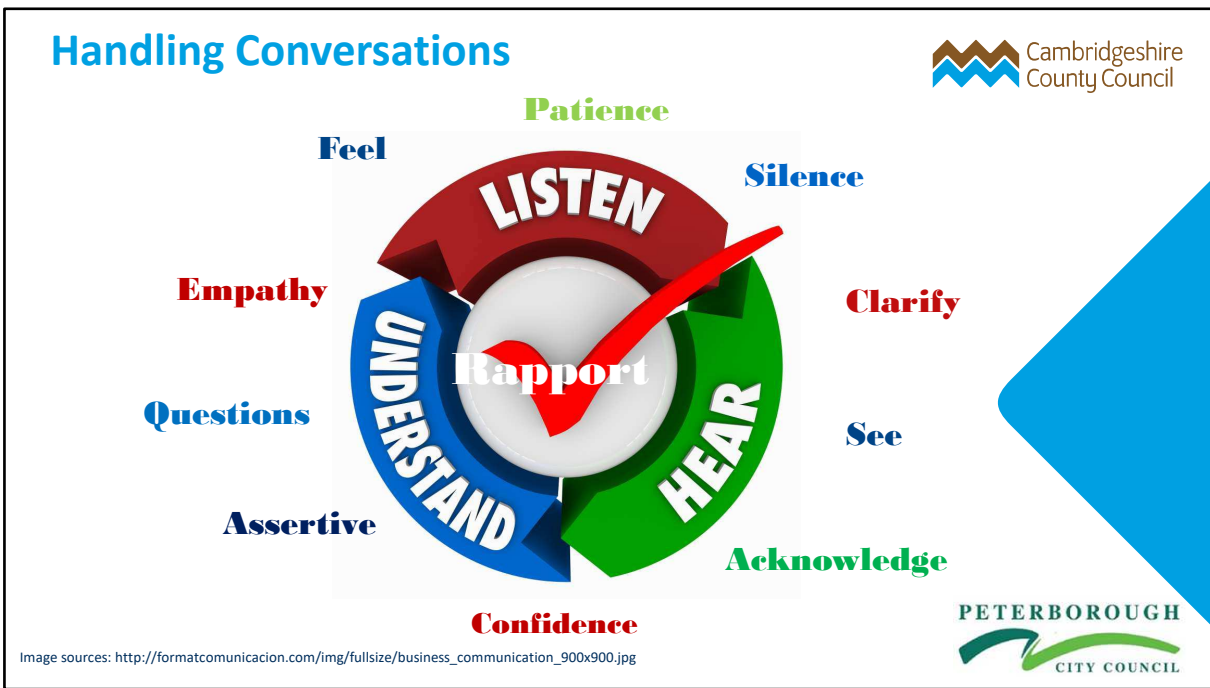 Handling Conversations
Cambridgeshire
County Council
Patience
Feel
Silence
LISTEN
Empathy
Clarify
Rapport
Questions
UNDERSTAND
HEAR
See
Assertive
Acknowledge
Confidence
PETERBOROUGH
CITY COUNCIL
Image sources: http://formatcomunicacion.com/img/fullsize/business_communication_900x900.jpg